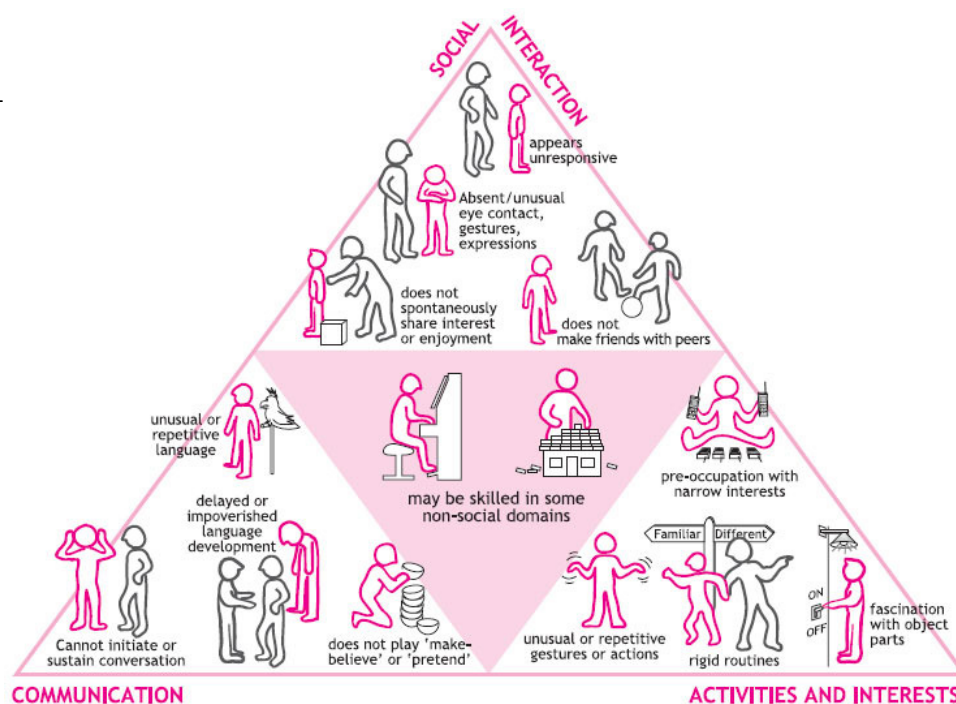 SOCIAL
INTERACTION
appears
unresponsive
Absent/unusual
eye contact,
gestures,
expressions
does not
spontaneously
share interest
or enjoyment
does not
make friends with peers
unusual or
repetitive
language
may be skilled in some
non-social domains
pre-occupation with
narrow interests
delayed or
impoverished
language
development
Familiar
Different
ON
OFF
Cannot initiate or
sustain conversation
does not play ‘make-
believe’ or ‘pretend’
unusual or repetitive
gestures or actions
rigid routines
fascination
with object
parts
COMMUNICATION
ACTIVITIES AND INTERESTS